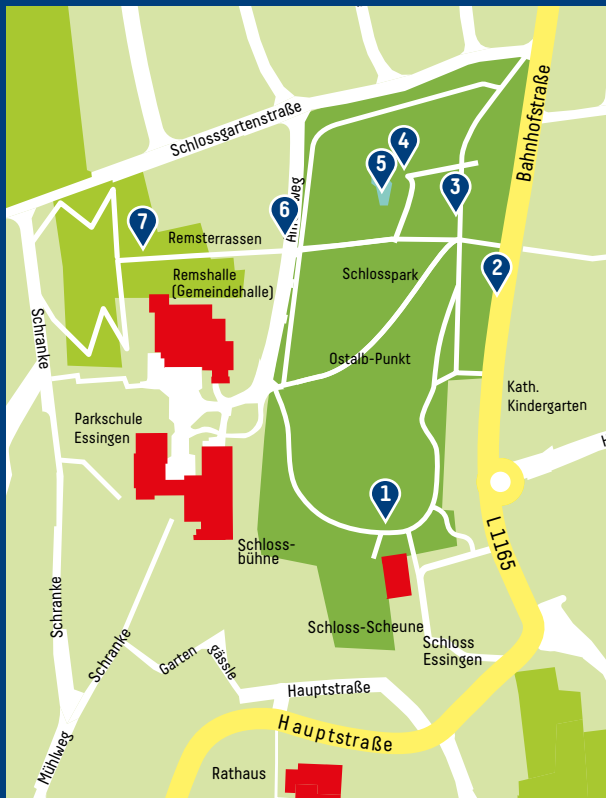 Schlossgartenstraße
Bahnhofstraße
4
5
3
7
6
Remsterrassen
Schlosspark
2
Remshalle
(Gemeindehalle)
Schranke
Ostalb-Punkt
Kath.
Kindergarten
Parkschule
Essingen
1
L 1165
Schloss-
bühne
Schranke
Schloss-Scheune
Schloss
Essingen
Schranke
Garten
gässle
Hauptstraße
Hauptstraße
Mühlweg
Rathaus